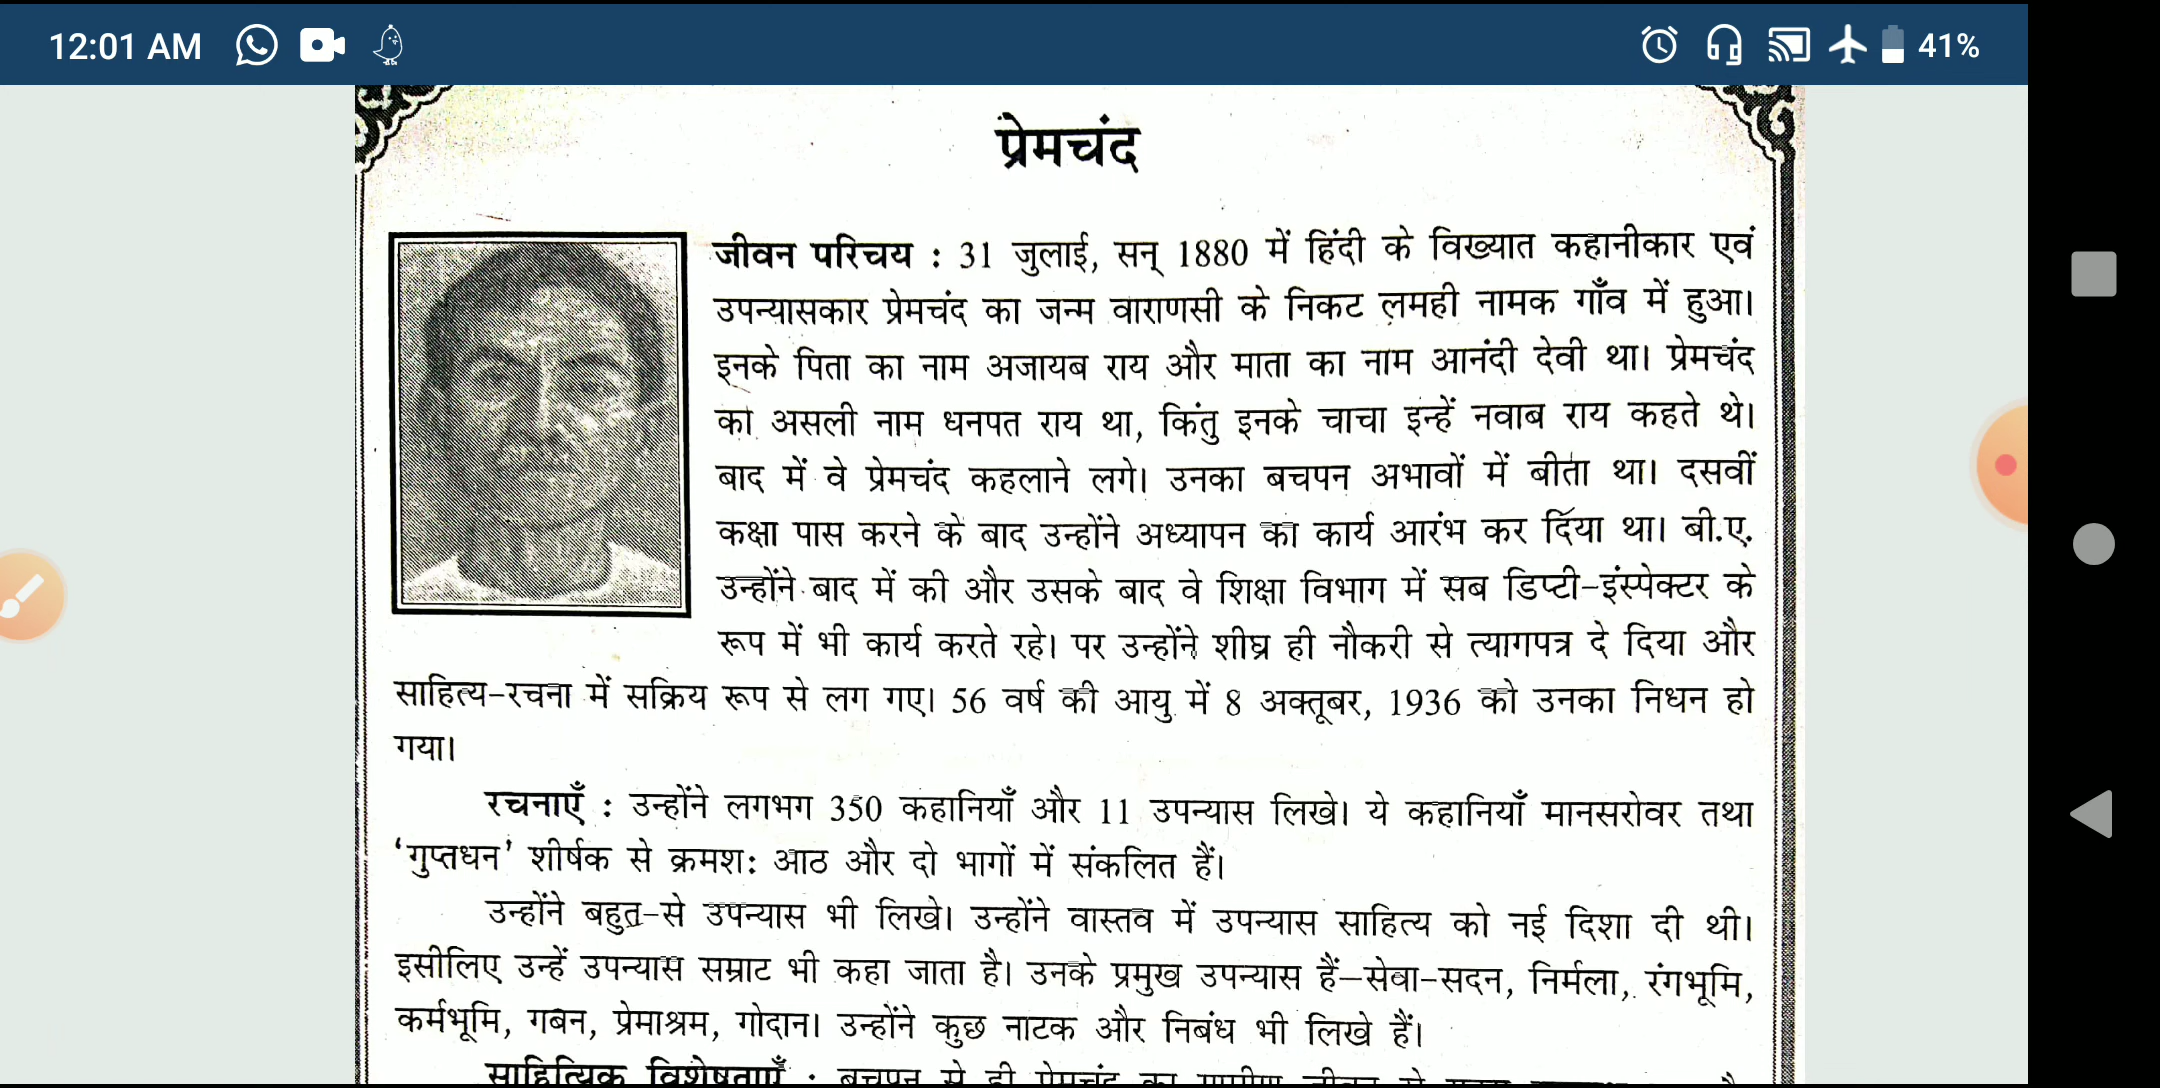 12:01 AM
41%
प्रेमचंद
जीवन परिचय : 31 जुलाई, सन् 1880 में हिंदी के विख्यात कहानीकार एवं
उपन्यासकार प्रेमचंद का जन्म वाराणसी के निकट लमही नामक गाँव में हुआ।
इनके पिता का नाम अजायब राय और माता का नाम आनंदी देवी था। प्रेमचंद
का असली नाम धनपत राय था, किंतु इनके चाचा इन्हें नवाब राय कहते थे।
बाद में वे प्रेमचंद कहलाने लगे। उनका बचपन अभावों में बीता था। दसवीं
कक्षा पास करने के बाद उन्होंने अध्यापन का कार्य आरंभ कर दिया था। बी.ए.
उन्होंने बाद में की और उसके बाद वे शिक्षा विभाग में सब डिप्टी-इंस्पेक्टर के
रूप में भी कार्य करते रहे। पर उन्होंने शीघ्र ही नौकरी से त्यागपत्र दे दिया और
साहित्य-रचना में सक्रिय रूप से लग गए। 56 वर्ष की आयु में 8 अक्तूबर, 1936 को उनका निधन हो
गया।
रचनाएँ : उन्होंने लगभग 350 कहानियाँ और 11 उपन्यास लिखे। ये कहानियाँ मानसरोवर तथा
‘गुप्तधन’ शीर्षक से क्रमश: आठ और दो भागों में संकलित हैं।
उन्होंने बहुत-से उपन्यास भी लिखे। उन्होंने वास्तव में उपन्यास साहित्य को नई दिशा दी थी।
इसीलिए उन्हें उपन्यास सम्राट भी कहा जाता है। उनके प्रमुख उपन्यास हैं–सेवा-सदन, निर्मला, रंगभूमि,
कर्मभूमि, गबन, प्रेमाश्रम, गोदान। उन्होंने कुछ नाटक और निबंध भी लिखे हैं।
साहित्यिक विशेषताएँ : बचपन से ही प्रेमचंद का ग्रामीण जीवन से